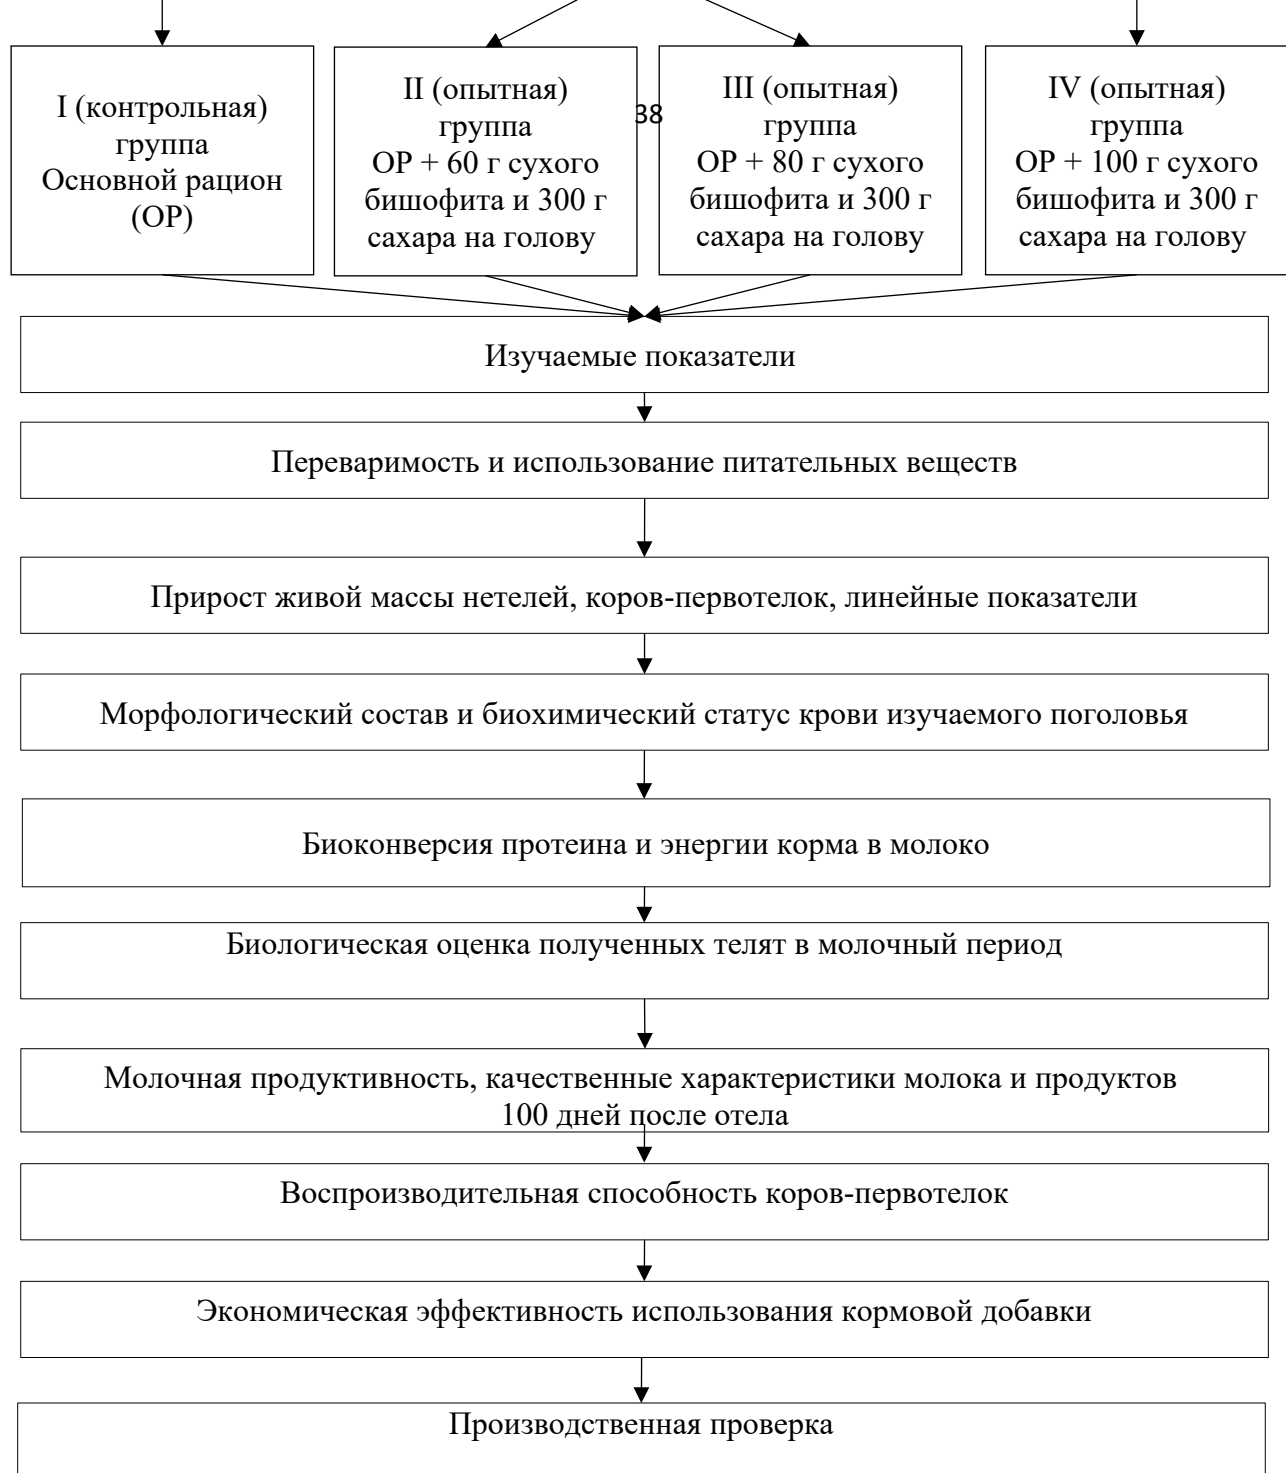 I (контрольная)
группа
Основной рацион
(ОР)
II (опытная)
группа
ОР + 60 г сухого
бишофита и 300 г
сахара на голову
38
III (опытная)
группа
ОР + 80 г сухого
бишофита и 300 г
сахара на голову
IV (опытная)
группа
ОР + 100 г сухого
бишофита и 300 г
сахара на голову
Изучаемые показатели
Переваримость и использование питательных веществ
Прирост живой массы нетелей, коров-первотелок, линейные показатели
Морфологический состав и биохимический статус крови изучаемого поголовья
Биоконверсия протеина и энергии корма в молоко
Биологическая оценка полученных телят в молочный период
Молочная продуктивность, качественные характеристики молока и продуктов
100 дней после отела
Воспроизводительная способность коров-первотелок
Экономическая эффективность использования кормовой добавки
Производственная проверка